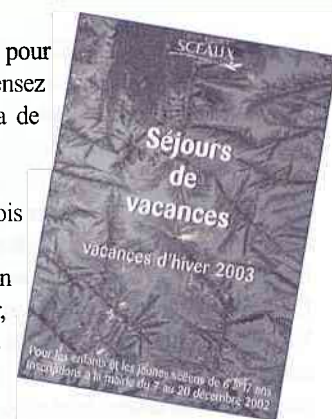 pour
ensez
a de
ois
n
SCEAUX
Séjours
de
vacances
vacances d'hiver 2003
Pour les enfants et les jeunes scéens de 6 à 17 ans
inscriptions à la mairie du 7 au 20 décembre 2002